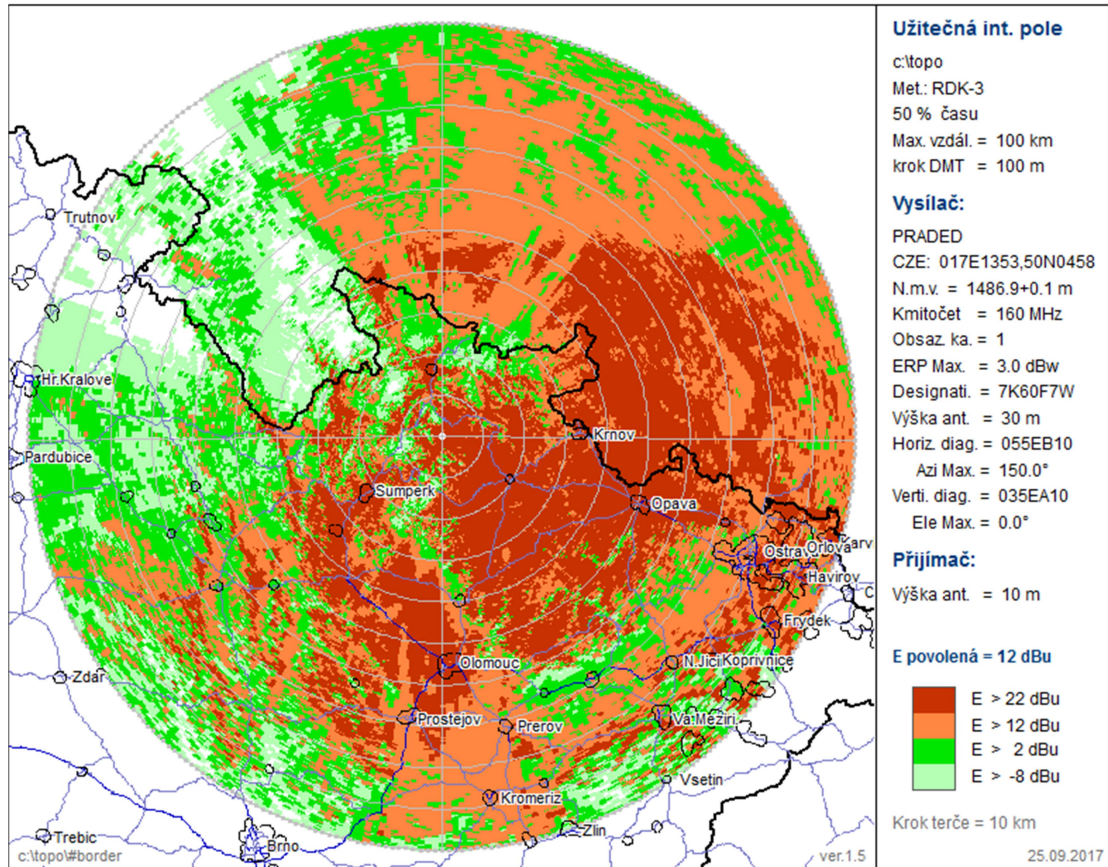 Užitečná int. pole
c:\topo
Met.: RDK-3
50 % času
Max. vzdál. = 100 km
krok DMT = 100 m
Vysílač:
PRADED
CZE: 017E1353,50N0458
N.m.v. = 1486.9+0.1 m
Kmitočet = 160 MHz
Obsaz. ka. = 1
ERP Max. = 3.0 dBw
Designati. = 7K60F7W
Výška ant. = 30 m
Horiz. diag. = 055EB10
Azi Max. = 150.0°
Verti. diag. = 035EA10
Ele Max. = 0.0°
Přijímač:
Výška ant. = 10 m
E povolená = 12 dBu
E > 22 dBu
E > 12 dBu
E > 2 dBu
E > -8 dBu
Krok terče = 10 km
25.09.2017
Trutnov
Hr.Kralovel
Pardubice
Krnov
Sumperk
Opava
Ostrav
Orlova
Karv
Havirov
C
Frydek
Olomouc
N.Jici
Koprivnice
Zdar
Prostejov
Prerov
Va.Meziri.
Vsetin
Kromeriz
Zlin
Trebic
Brno
c:\topo\#border
ver.1.5